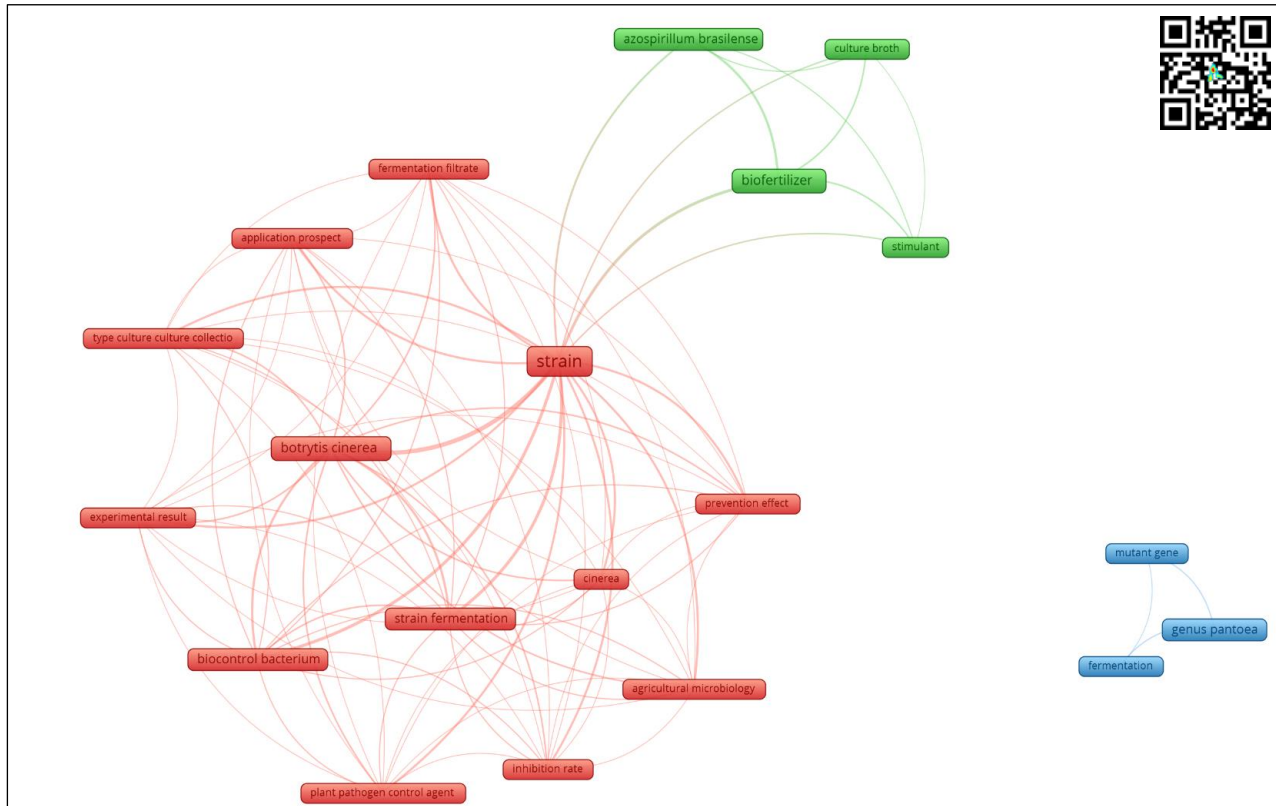 azospirillum brasilense
culture broth
fermentation filtrate
biofertilizer
application prospect
stimulant
type culture culture collectio
strain
botrytis cinerea
prevention effect
experimental result
mutant gene
cinerea
strain fermentation
genus pantoea
biocontrol bacterium
fermentation
agricultural microbiology
inhibition rate
plant pathogen control agent